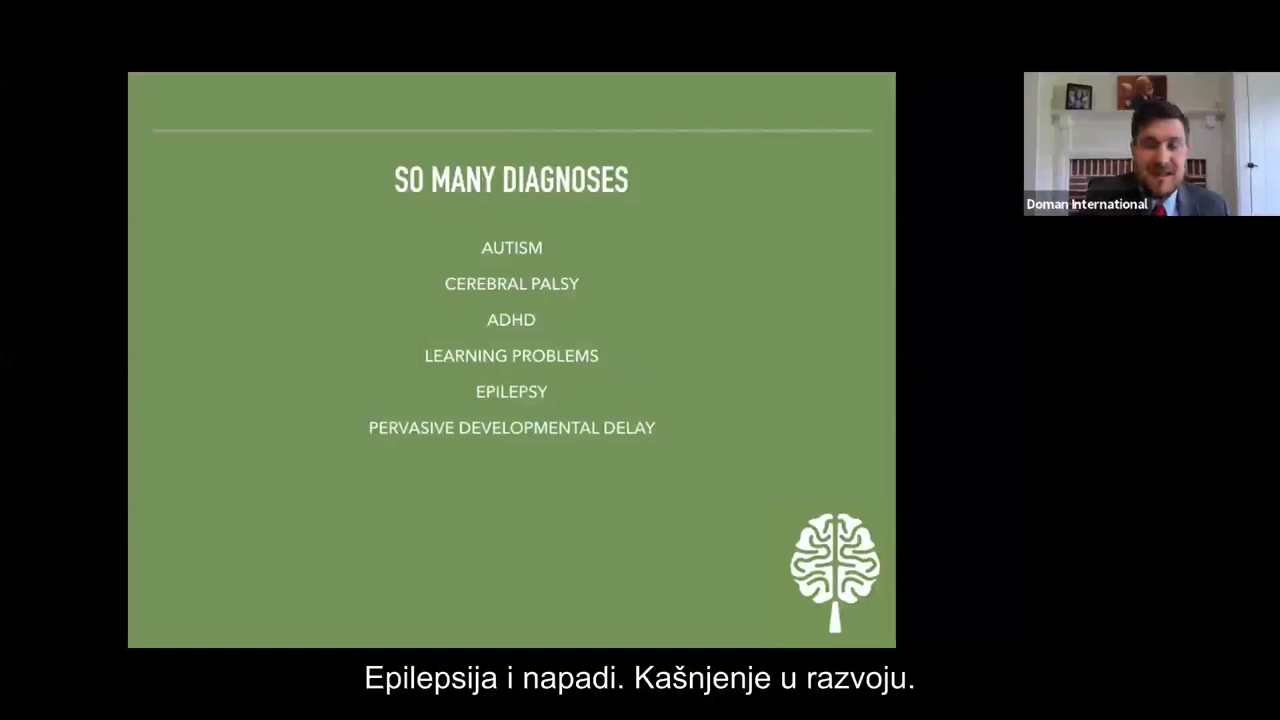 SO MANY DIAGNOSES
AUTISM
CEREBRAL PALSY
ADHD
LEARNING PROBLEMS
EPILEPSY
PERVASIVE DEVELOPMENTAL DELAY
Doman International
Epilepsija i napadi. Kašnjenje u razvoju.